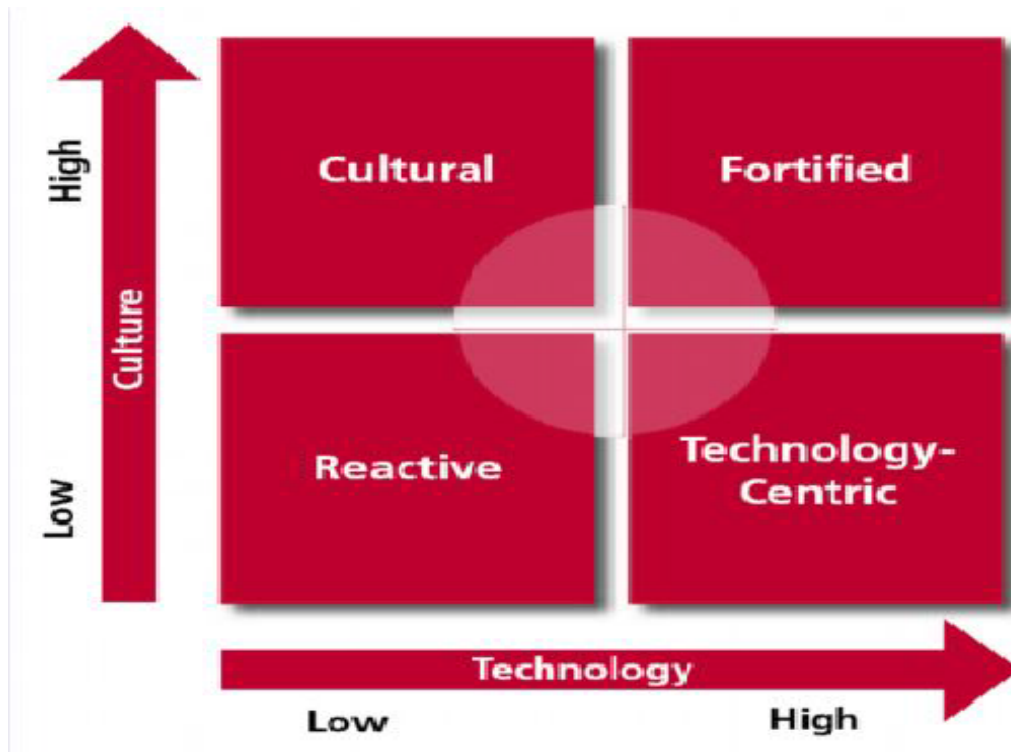 High
Cultural
Fortified
Culture
Low
Reactive
Technology-
Centric
Technology
Low
High